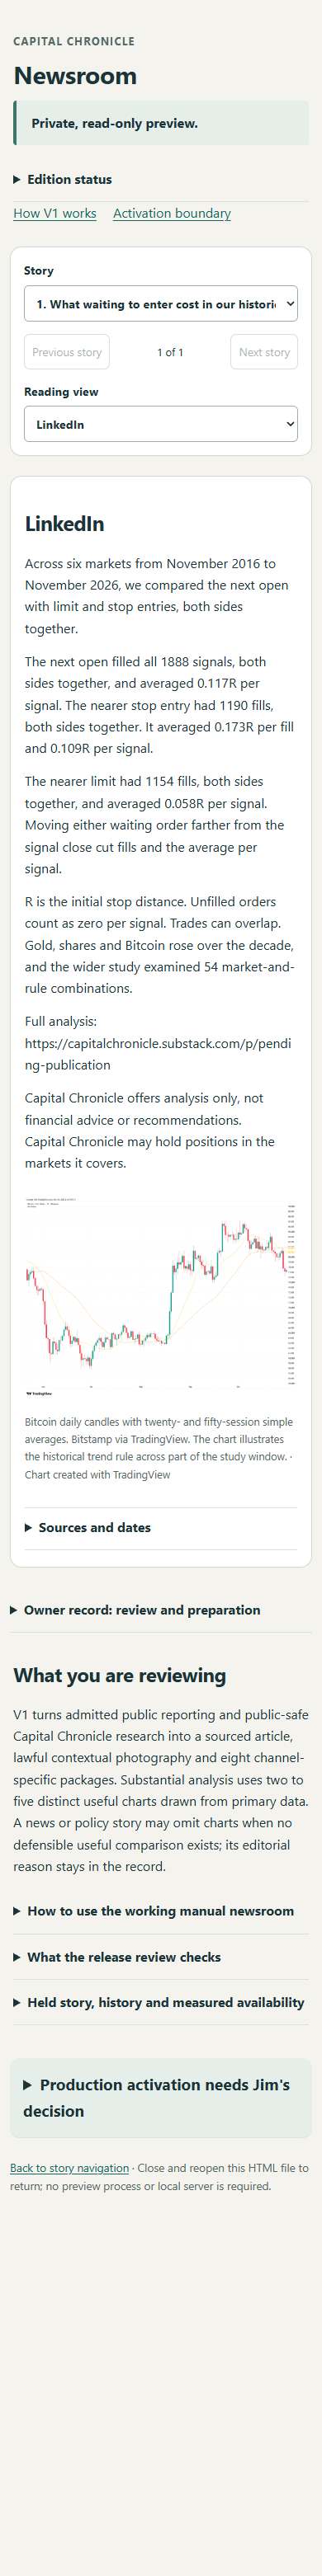 CAPITAL CHRONICLE
Newsroom
Private, read-only preview.
Edition status
How V1 works Activation boundary
Story
1. What waiting to enter cost in our historic
Previous story 1 of 1 Next story
Reading view
LinkedIn
LinkedIn
Across six markets from November 2016 to
November 2026, we compared the next open
with limit and stop entries, both sides
together.
The next open filled all 1888 signals, both
sides together, and averaged 0.117R per
signal. The nearer stop entry had 1190 fills,
both sides together. It averaged 0.173R per fill
and 0.109R per signal.
The nearer limit had 1154 fills, both sides
together, and averaged 0.058R per signal.
Moving either waiting order farther from the
signal close cut fills and the average per
signal.
R is the initial stop distance. Unfilled orders
count as zero per signal. Trades can overlap.
Gold, shares and Bitcoin rose over the decade,
and the wider study examined 54 market-and-
rule combinations.
Full analysis:
https://capitalchronicle.substack.com/p/pendi
ng-publication
Capital Chronicle offers analysis only, not
financial advice or recommendations.
Capital Chronicle may hold positions in the
markets it covers.
TradingView
Bitcoin daily candles with twenty- and fifty-session simple
averages. Bitstamp via TradingView. The chart illustrates
the historical trend rule across part of the study window. ·
Chart created with TradingView
Sources and dates
Owner record: review and preparation
What you are reviewing
V1 turns admitted public reporting and public-safe
Capital Chronicle research into a sourced article,
lawful contextual photography and eight channel-
specific packages. Substantial analysis uses two to
five distinct useful charts drawn from primary data.
A news or policy story may omit charts when no
defensible useful comparison exists; its editorial
reason stays in the record.
How to use the working manual newsroom
What the release review checks
Held story, history and measured availability
Production activation needs Jim's
decision
Back to story navigation · Close and reopen this HTML file to
return; no preview process or local server is required.